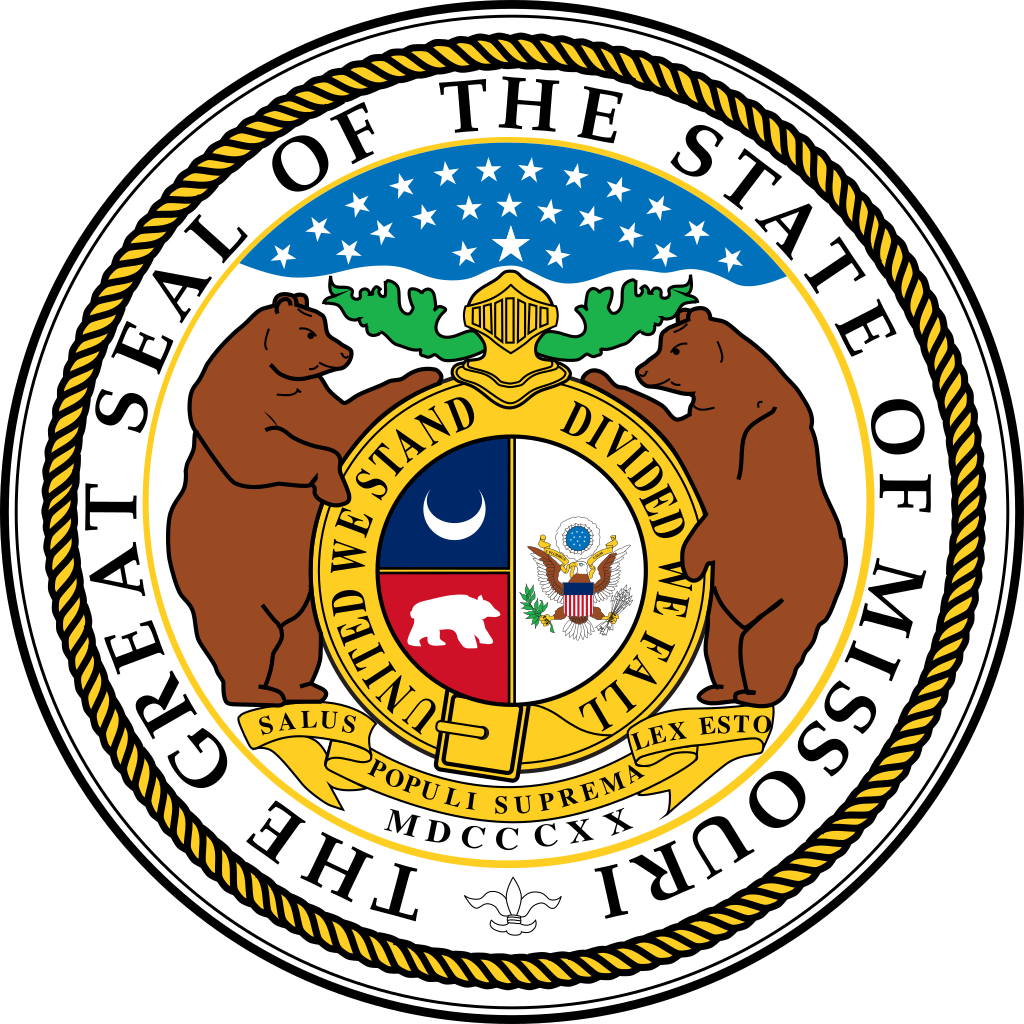 THE GREAT SEAL OF THE STATE OF MISSOURI
UNITED WE STAND DIVIDED WE FALL
SALUS POPULI SUPREMA LEX ESTO
MDCCCXX